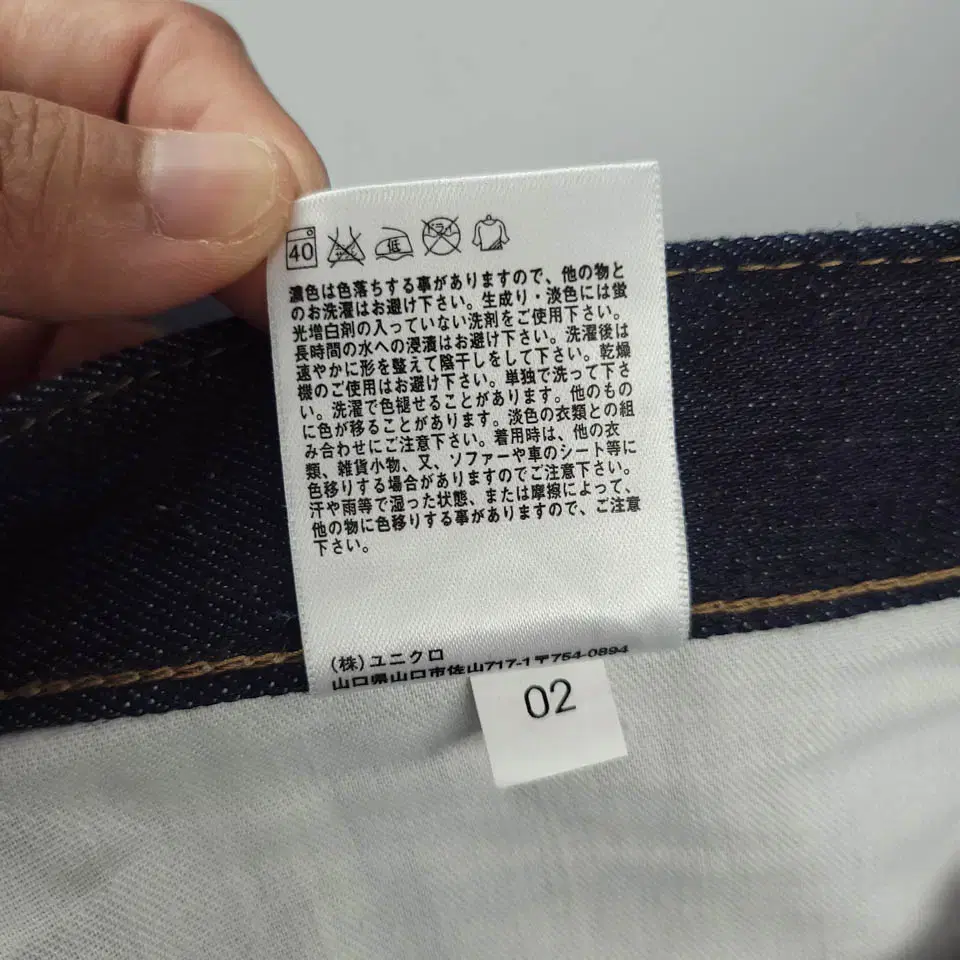 40 低 ドライ
濃色は色落ちする事がありますので、他の物と
のお洗濯はお避け下さい。生成り・淡色には蛍
光増白剤の入っていない洗剤をご使用下さい。
長時間の水への浸漬はお避け下さい。洗濯後は
速やかに形を整えて陰干しをして下さい。乾燥
機のご使用はお避け下さい。単独で洗って下さ
い。洗濯で色褪せることがあります。他のもの
に色が移ることがあります。淡色の衣類との組
み合わせにご注意下さい。着用時は、他の衣
類、雑貨小物、又、ソファーや車のシート等に
色移りする場合がありますのでご注意下さい。
汗や雨等で湿った状態、または摩擦によって、
他の物に色移りする事がありますので、ご注意
下さい。
(株)ユニクロ
山口県山口市佐山717-1〒754-0894
02